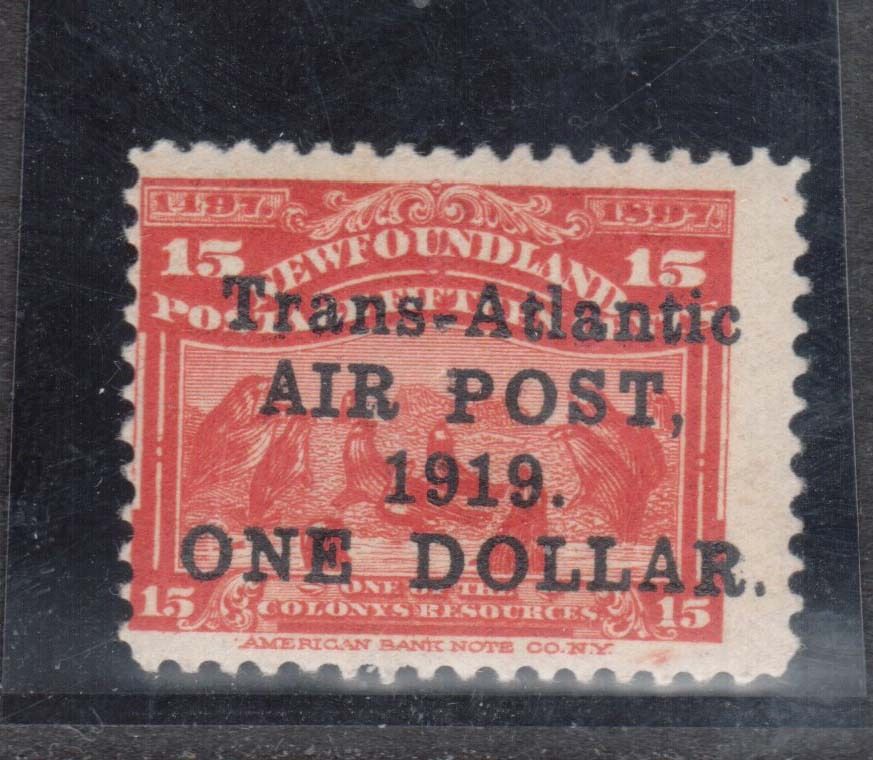 1497. 1897.
15 NEWFOUNDLAND 15
Trans-Atlantic
AIR POST,
1919.
ONE DOLLAR.
15 ONE OF THE 15
COLONYS RESOURCES.
AMERICAN BANK NOTE CO. N.Y.